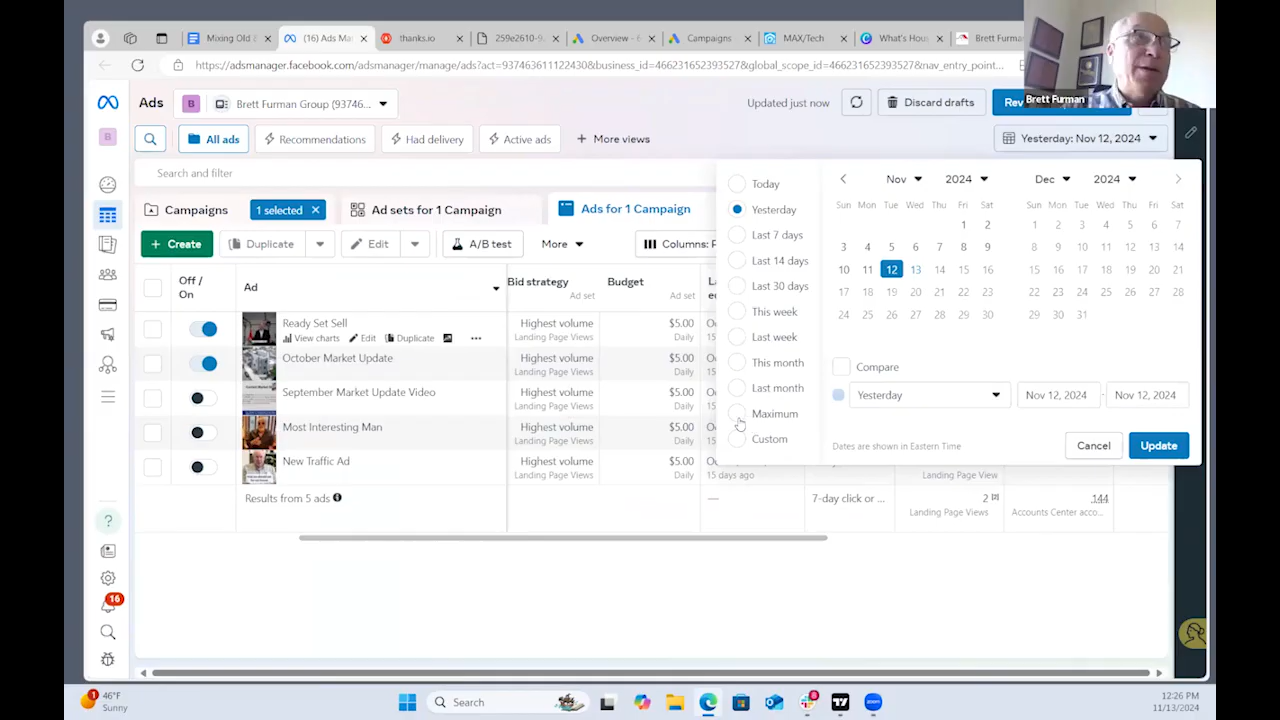 Mixing Old B
(16) Ads Ma
thanks.io
259e2610-9
Overview - 6
Campaigns
MAX/Tech
What's Hou
Brett Furma
https://adsmanager.facebook.com/adsmanager/manage/ads?act=937463611122430&business_id=466231652393527&global_scope_id=466231652393527&nav_entry_point...
Brett Furman
Ads
B
Brett Furman Group (93746...
Updated just now
Discard drafts
Rev
All ads
Recommendations
Had delivery
Active ads
+ More views
Yesterday: Nov 12, 2024
Search and filter
Campaigns
1 selected
Ad sets for 1 Campaign
Ads for 1 Campaign
+ Create
Duplicate
Edit
A/B test
More
Columns: P
Off / On
Ad
Bid strategy
Ad set
Budget
Ad set
Ready Set Sell
View charts
Edit
Duplicate
...
Highest volume
Landing Page Views
$5.00
Daily
October Market Update
Highest volume
Landing Page Views
$5.00
Daily
September Market Update Video
Highest volume
Landing Page Views
$5.00
Daily
Most Interesting Man
Highest volume
Landing Page Views
$5.00
Daily
New Traffic Ad
Highest volume
Landing Page Views
$5.00
Daily
15 days ago
Landing Page View
Results from 5 ads
—
7-day click or ...
2 [2]
Landing Page Views
144
Accounts Center acco...
Today
Yesterday
Last 7 days
Last 14 days
Last 30 days
This week
Last week
This month
Last month
Maximum
Custom
Nov 2024
Sun Mon Tue Wed Thu Fri Sat
1 2
3 4 5 6 7 8 9
10 11 12 13 14 15 16
17 18 19 20 21 22 23
24 25 26 27 28 29 30
Dec 2024
Sun Mon Tue Wed Thu Fri Sat
1 2 3 4 5 6 7
8 9 10 11 12 13 14
15 16 17 18 19 20 21
22 23 24 25 26 27 28
29 30 31
Compare
Yesterday
Nov 12, 2024
Nov 12, 2024
Dates are shown in Eastern Time
Cancel
Update
B
?
16
1
46°F
Sunny
Search
8
zoom
12:26 PM
11/13/2024